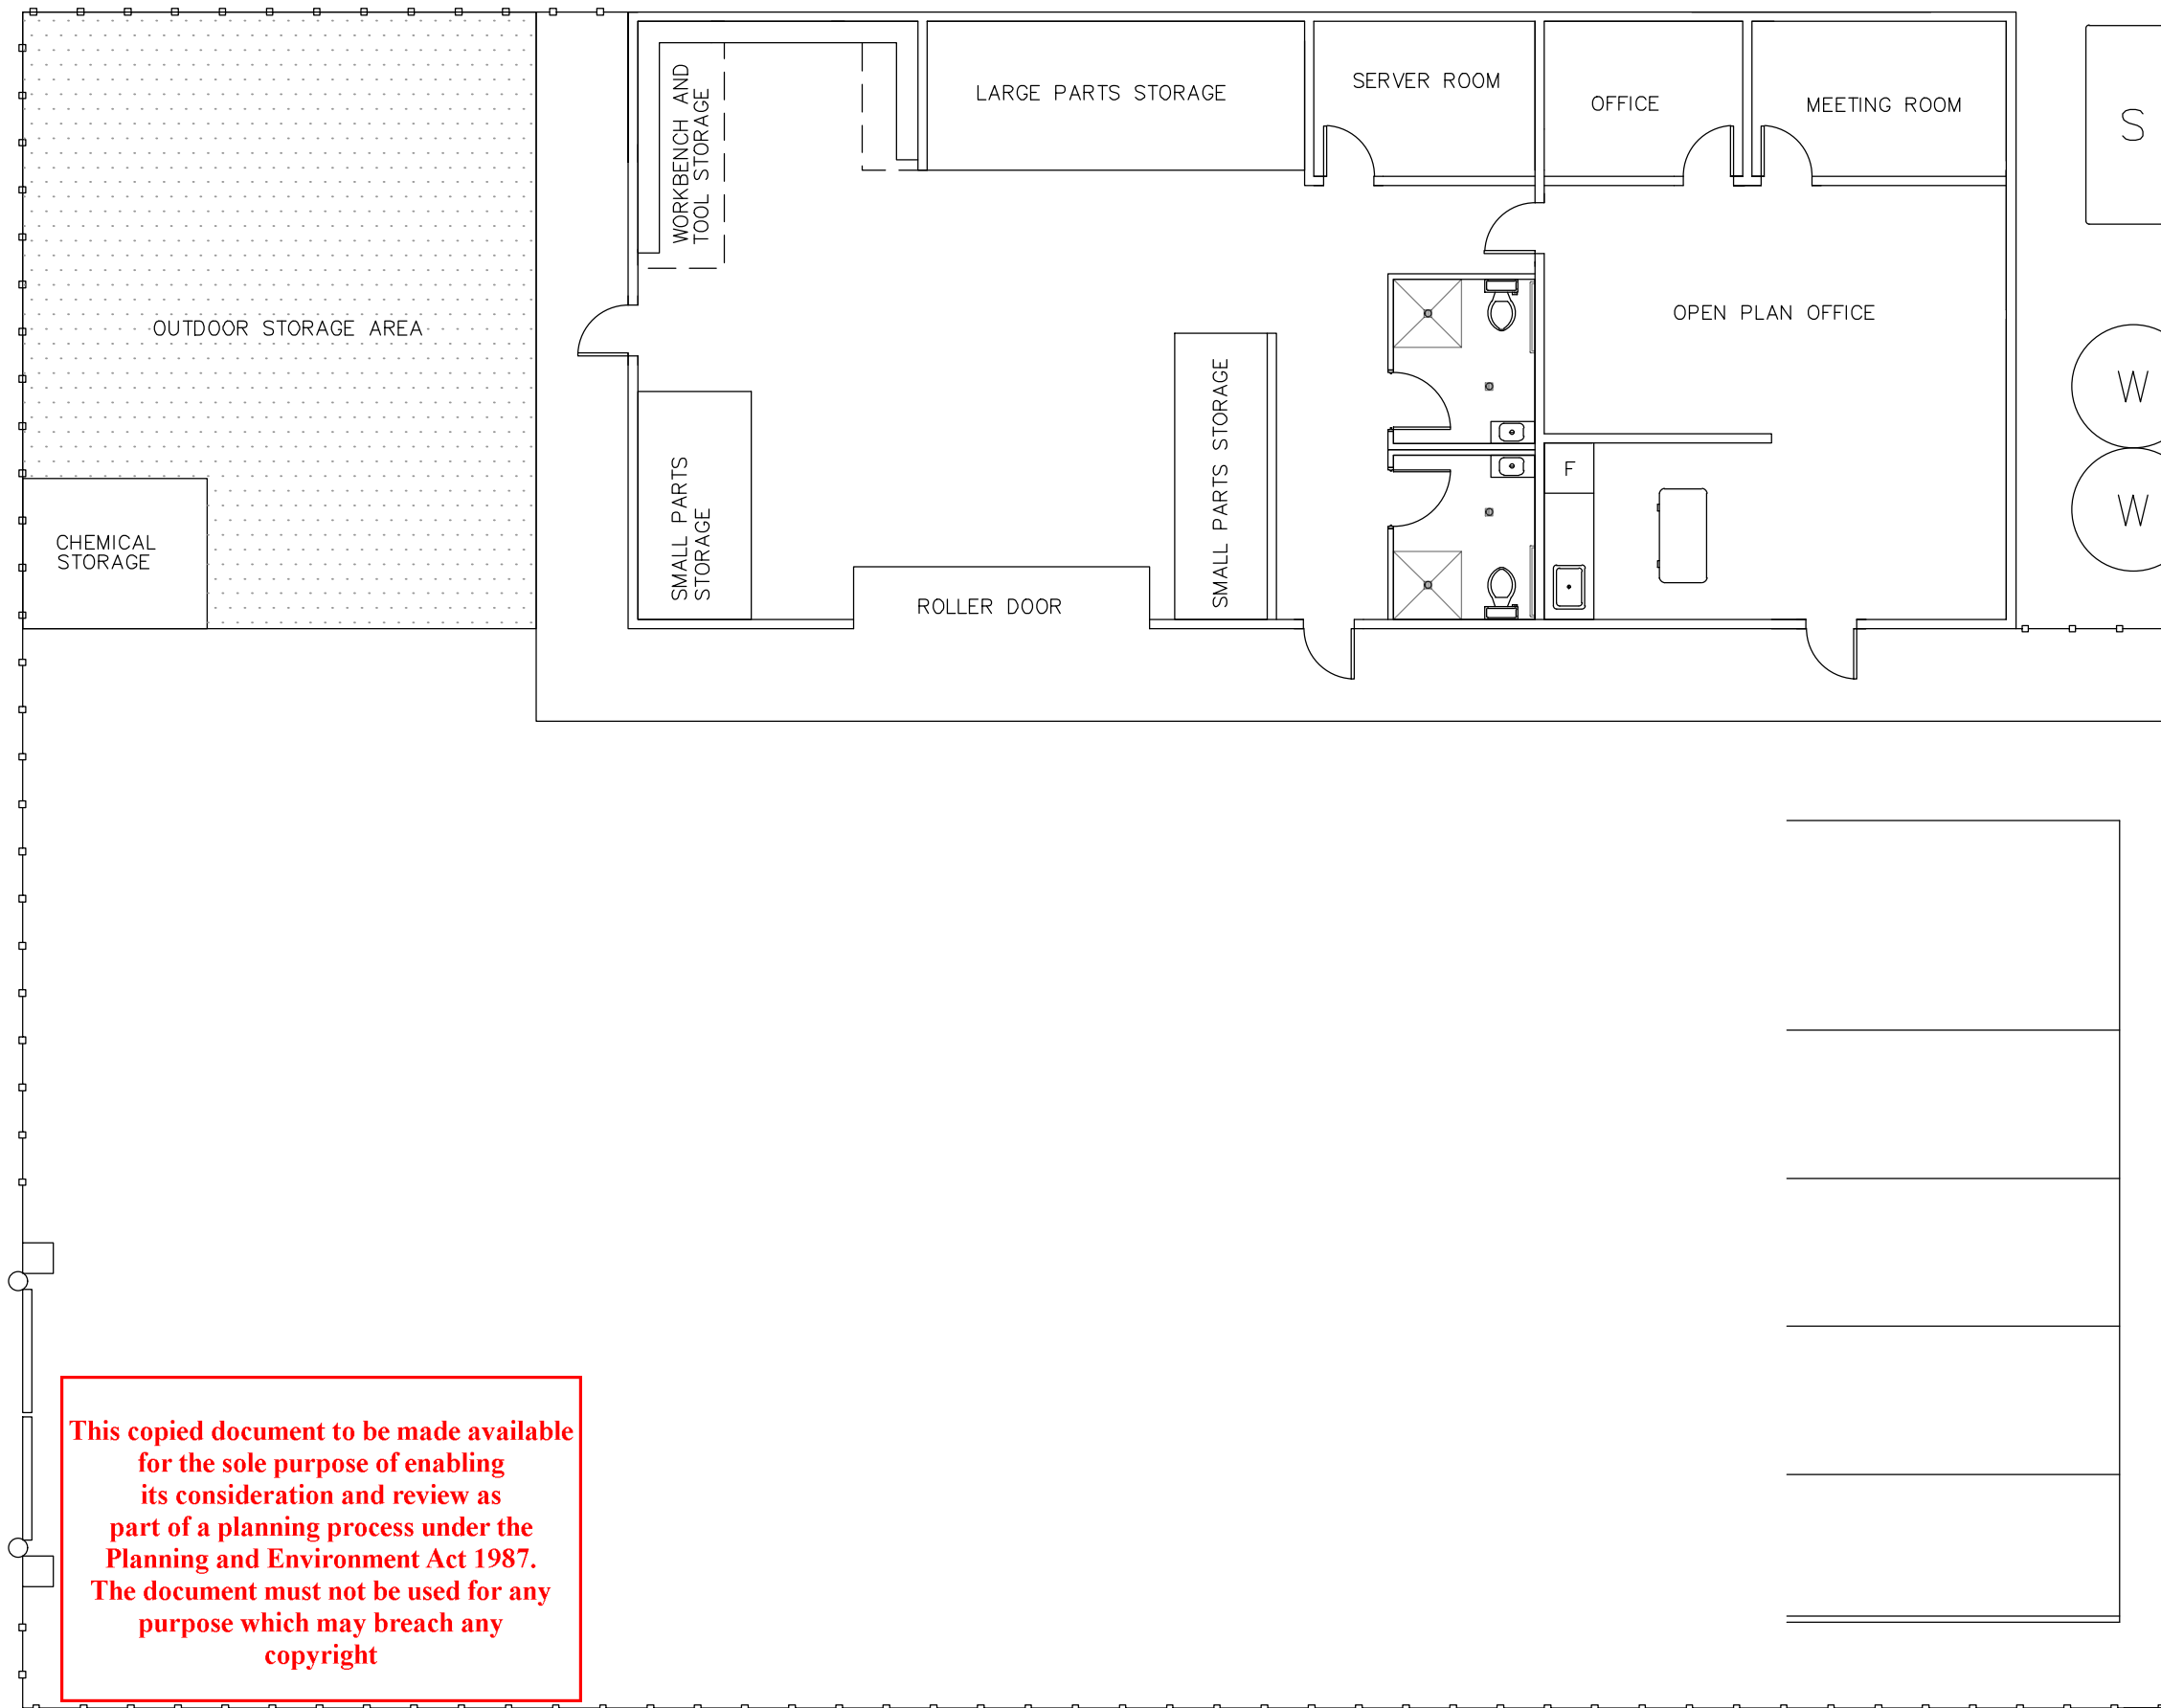 WORKBENCH AND
TOOL STORAGE
LARGE PARTS STORAGE
SERVER ROOM
OFFICE
MEETING ROOM
S
OUTDOOR STORAGE AREA
OPEN PLAN OFFICE
W
W
CHEMICAL
STORAGE
SMALL PARTS
STORAGE
ROLLER DOOR
SMALL PARTS STORAGE
F
This copied document to be made available
for the sole purpose of enabling
its consideration and review as
part of a planning process under the
Planning and Environment Act 1987.
The document must not be used for any
purpose which may breach any
copyright